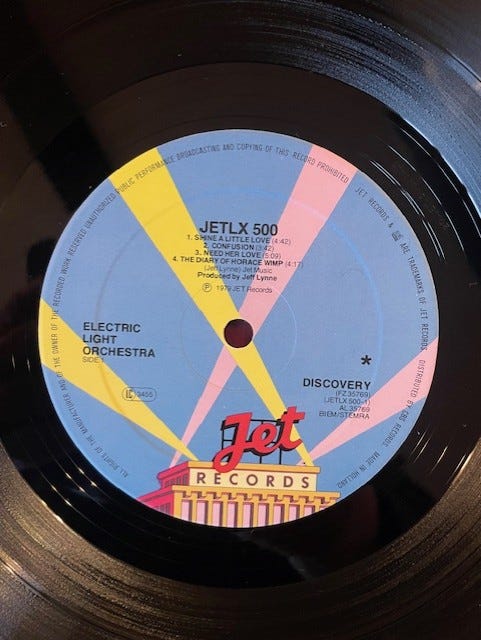 ALL RIGHTS OF THE MANUFACTURER AND OF THE OWNER OF THE RECORDED WORK RESERVED UNAUTHORIZED PUBLIC PERFORMANCE BROADCASTING AND COPYING OF THIS RECORD PROHIBITED
JET RECORDS & ARE TRADEMARKS OF JET RECORDS. DISTRIBUTED BY CBS RECORDS. MADE IN HOLLAND
JETLX 500
1. SHINE A LITTLE LOVE (4:42)
2. CONFUSION (3:42)
3. NEED HER LOVE (5:09)
4. THE DIARY OF HORACE WIMP (4:17)
(Jeff Lynne) Jet Music
Produced by Jeff Lynne
Ⓟ 1979 JET Records
ELECTRIC
LIGHT
ORCHESTRA
SIDE 1
LC 3455
*
DISCOVERY
(FZ 35769)
(JETLX 500-1)
AL 35769
BIEM/STEMRA
Jet
RECORDS